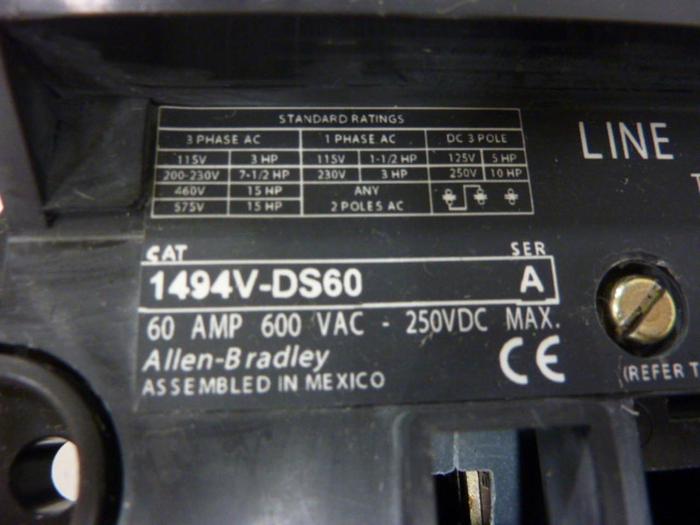 STANDARD RATINGS
3 PHASE AC 1 PHASE AC DC 3 POLE
115V 3 HP 115V 1-1/2 HP 125V 5 HP
200-230V 7-1/2 HP 230V 3 HP 250V 10 HP
460V 15 HP ANY
575V 15 HP 2 POLES AC
LINE
CAT SER
1494V-DS60 A
60 AMP 600 VAC - 250VDC MAX.
Allen-Bradley CE
ASSEMBLED IN MEXICO
(REFER T